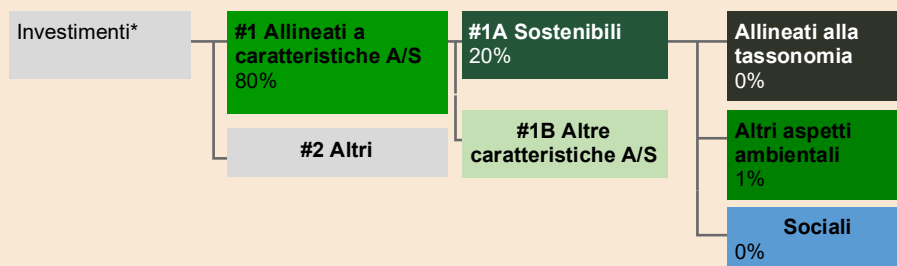 Investimenti*
#1 Allineati a
caratteristiche A/S
80%
#2 Altri
#1A Sostenibili
20%
#1B Altre
caratteristiche A/S
Allineati alla
tassonomia
0%
Altri aspetti
ambientali
1%
Sociali
0%